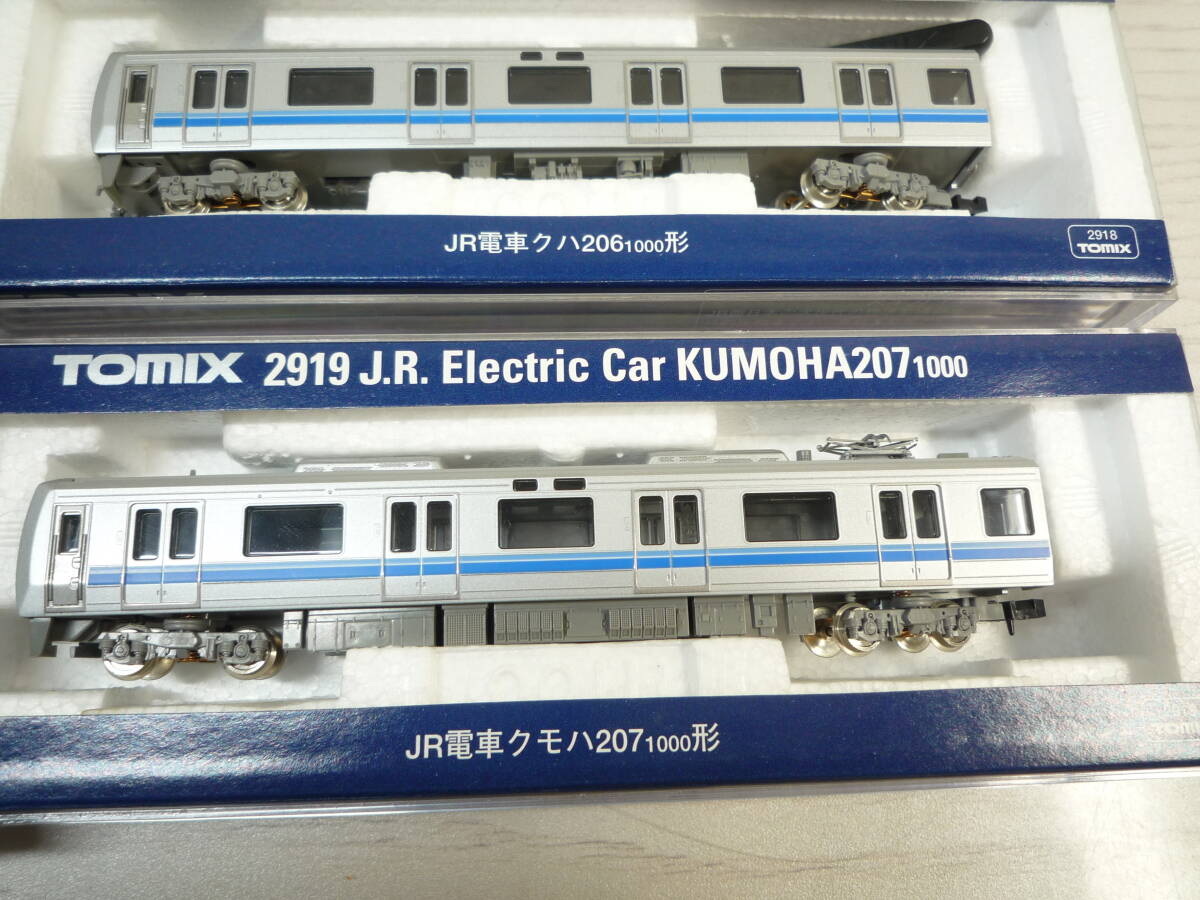 JR電車クハ2061000形
2918
TOMIX
TOMIX 2919 J.R. Electric Car KUMOHA2071000
JR電車クモハ2071000形
TOMIX